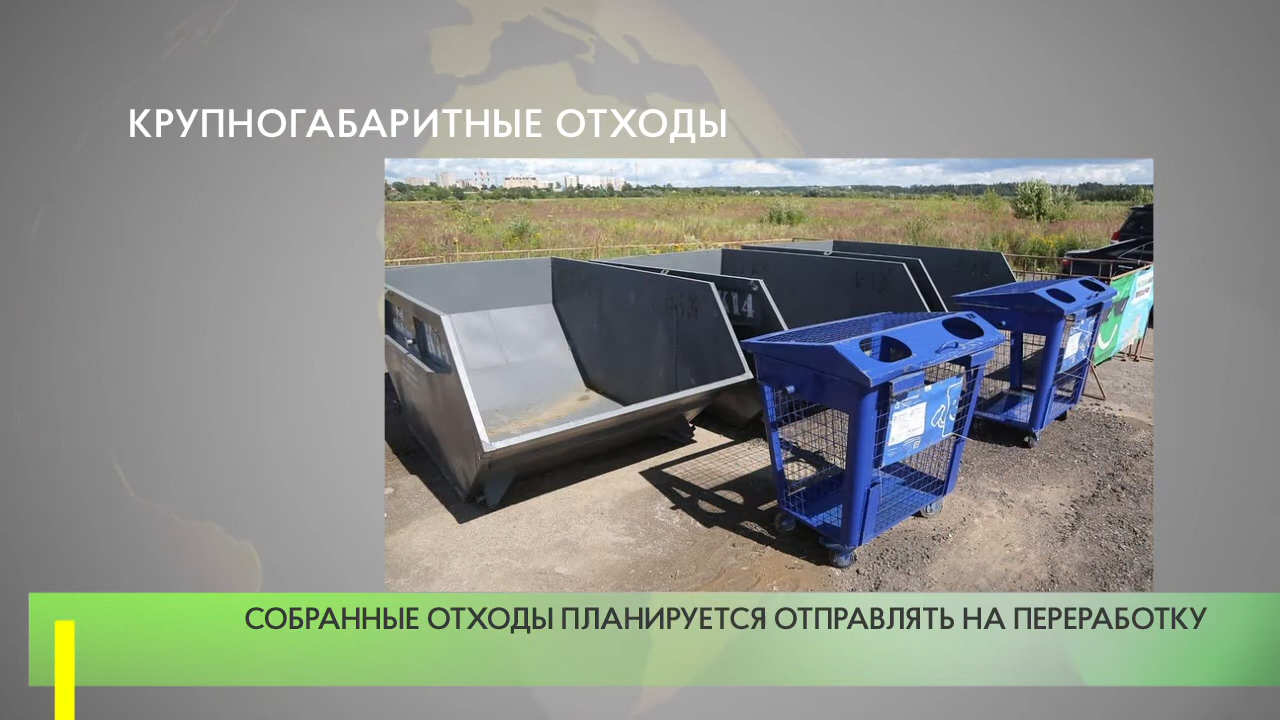 КРУПНОГАБАРИТНЫЕ ОТХОДЫ
СОБРАННЫЕ ОТХОДЫ ПЛАНИРУЕТСЯ ОТПРАВЛЯТЬ НА ПЕРЕРАБОТКУ